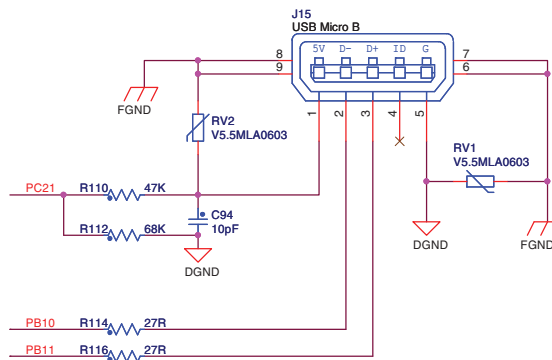 J15
USB Micro B
5V D- D+ ID G
8
9
7
6
1 2 3 4 5
FGND
RV2
V5.5MLA0603
RV1
V5.5MLA0603
PC21 R110 47K
R112 68K
C94
10pF
DGND
DGND
FGND
PB10 R114 27R
PB11 R116 27R